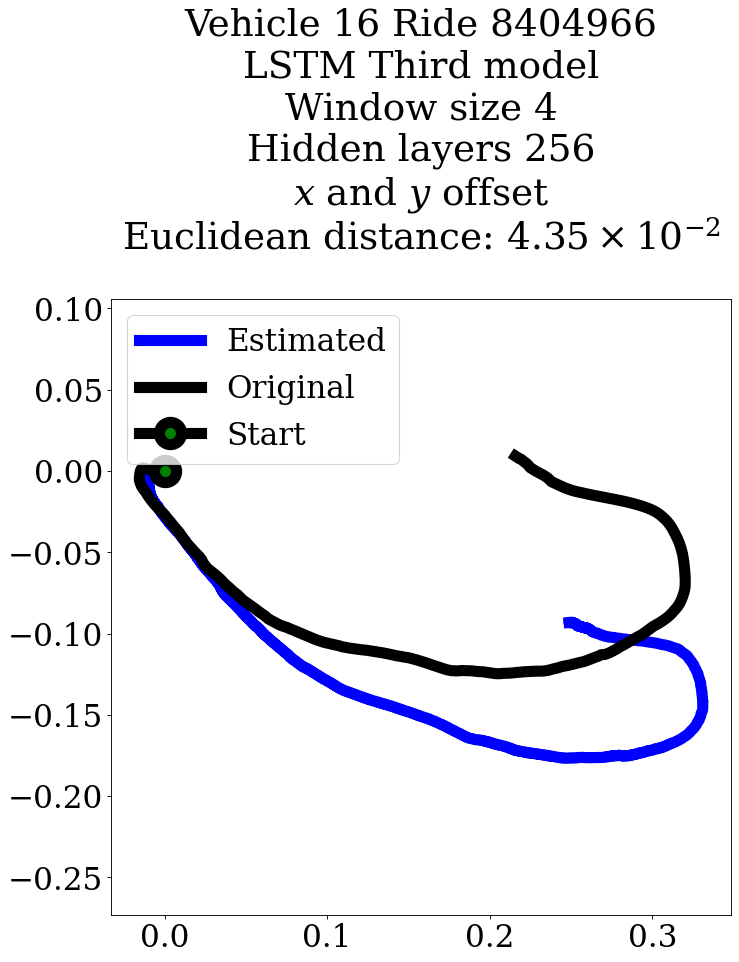 Vehicle 16 Ride 8404966
LSTM Third model
Window size 4
Hidden layers 256
x and y offset
Euclidean distance: 4.35 × 10⁻²
0.10
Estimated
0.05
Original
Start
0.00
−0.05
−0.10
−0.15
−0.20
−0.25
0.0 0.1 0.2 0.3